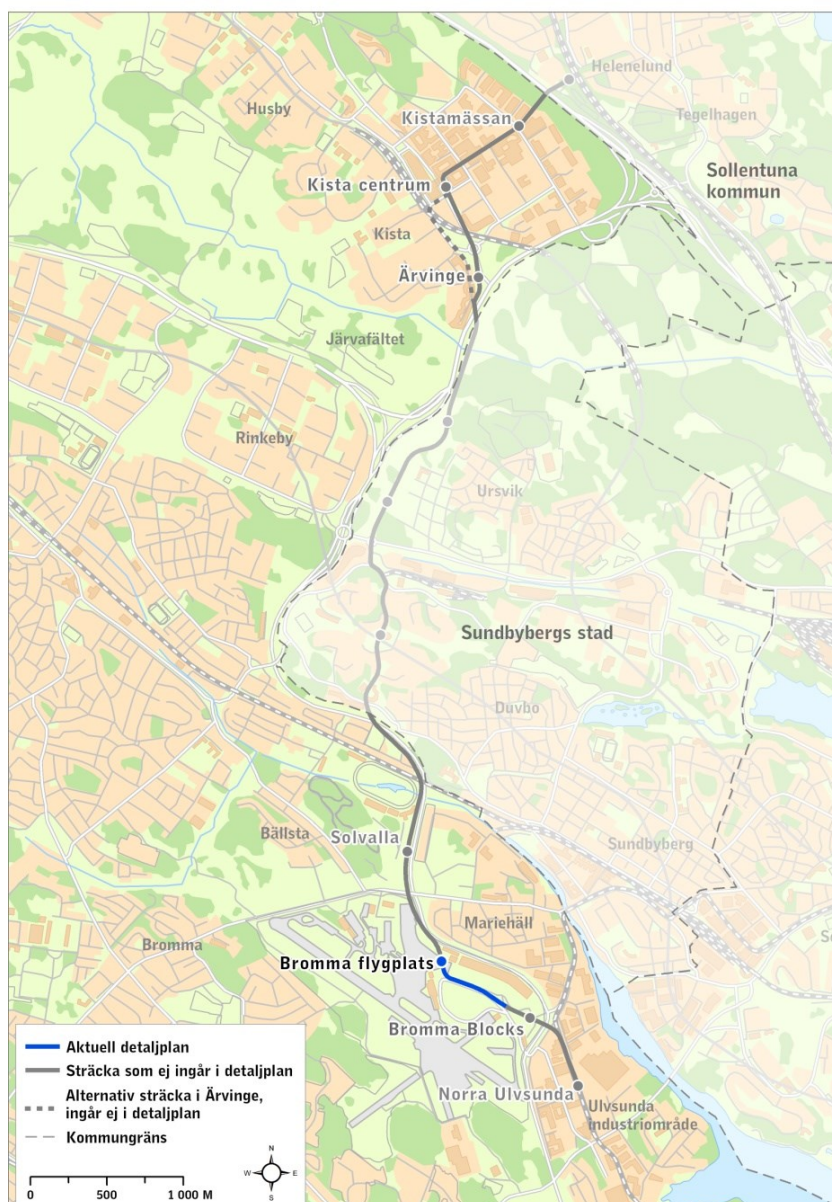 Helenelund
Husby
Tegelhagen
Kistamässan
Sollentuna
kommun
Kista centrum
Kista
Ärvinge
Järvafältet
Rinkeby
Ursvik
Sundbybergs stad
Duvbo
Bällsta
Solvalla
Sundbyberg
Mariehäll
Bromma
Bromma flygplats
Bromma Blocks
Norra Ulvsunda
Ulvsunda
industriområde
Aktuell detaljplan
Sträcka som ej ingår i detaljplan
Alternativ sträcka i Ärvinge,
ingår ej i detaljplan
Kommungräns
0 500 1 000 M
N
W E
S